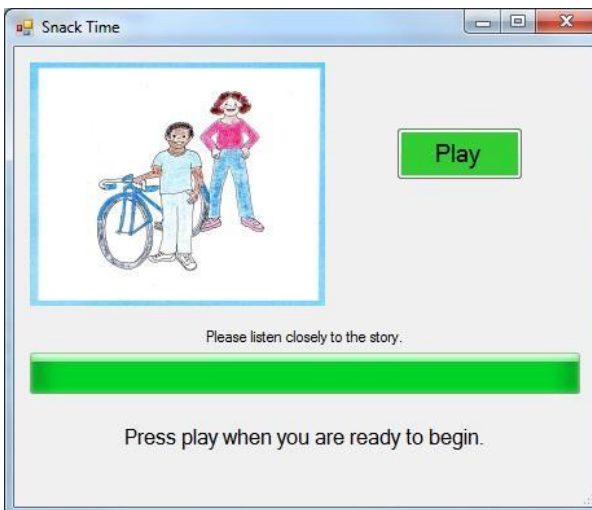 Snack Time
Play
Please listen closely to the story.
Press play when you are ready to begin.